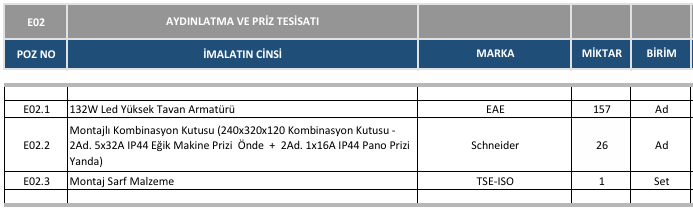 E02 AYDINLATMA VE PRİZ TESİSATI
POZ NO İMALATIN CİNSİ MARKA MİKTAR BİRİM
E02.1 132W Led Yüksek Tavan Armatürü EAE 157 Ad
Montajlı Kombinasyon Kutusu (240x320x120 Kombinasyon Kutusu -
E02.2 2Ad. 5x32A IP44 Eğik Makine Prizi Önde + 2Ad. 1x16A IP44 Pano Prizi Schneider 26 Ad
Yanda)
E02.3 Montaj Sarf Malzeme TSE-ISO 1 Set